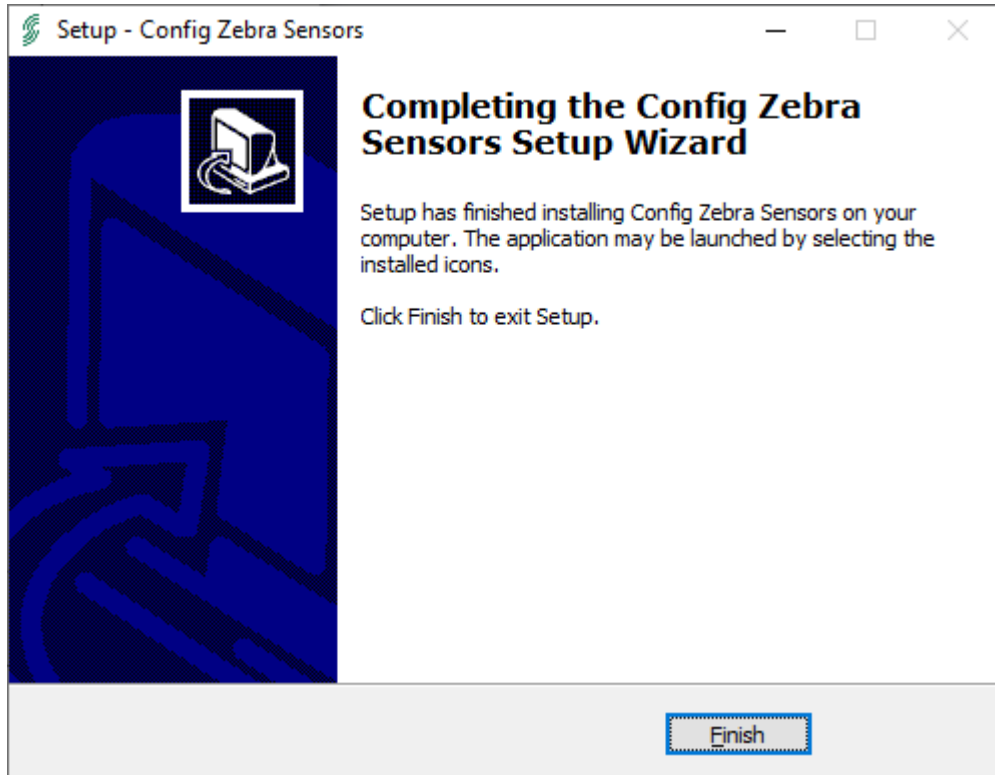 Setup - Config Zebra Sensors
Completing the Config Zebra
Sensors Setup Wizard
Setup has finished installing Config Zebra Sensors on your
computer. The application may be launched by selecting the
installed icons.
Click Finish to exit Setup.
Finish